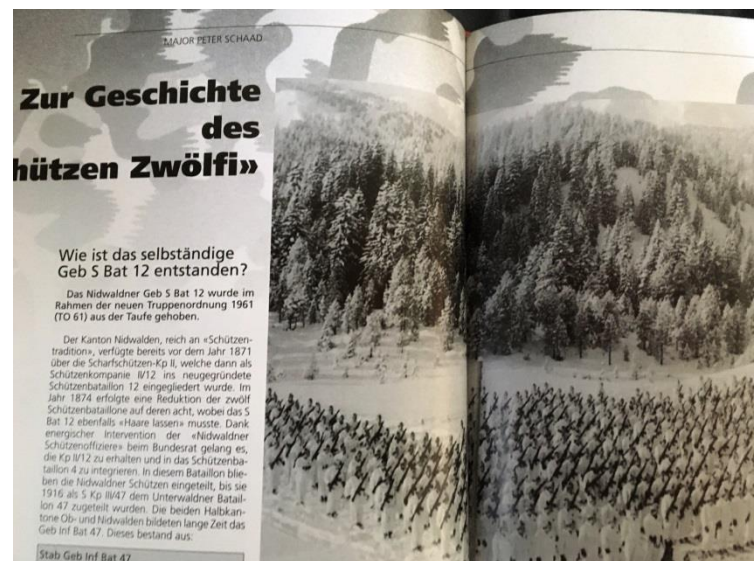 MAJOR PETER SCHAAD
Zur Geschichte
des
hützen Zwölfi»
Wie ist das selbständige
Geb S Bat 12 entstanden?
Das Nidwaldner Geb S Bat 12 wurde im
Rahmen der neuen Truppenordnung 1961
(TO 61) aus der Taufe gehoben.
Der Kanton Nidwalden, reich an «Schützen-
tradition», verfügte bereits vor dem Jahr 1871
über die Scharfschützen-Kp II, welche dann als
Schützenkompanie II/12 ins neugegründete
Schützenbataillon 12 eingegliedert wurde. Im
Jahr 1874 erfolgte eine Reduktion der zwölf
Schützenbataillone auf deren acht, wobei das S
Bat 12 ebenfalls «Haare lassen» musste. Dank
energischer Intervention der «Nidwaldner
Schützenoffiziere» beim Bundesrat gelang es,
die Kp II/12 zu erhalten und in das Schützenba-
taillon 4 zu integrieren. In diesem Bataillon blie-
ben die Nidwaldner Schützen eingeteilt, bis sie
1916 als S Kp III/47 dem Unterwaldner Batail-
lon 47 zugeteilt wurden. Die beiden Halbkan-
tone Ob- und Nidwalden bildeten lange Zeit das
Geb Inf Bat 47. Dieses bestand aus:
Stab Geb Inf Bat 47